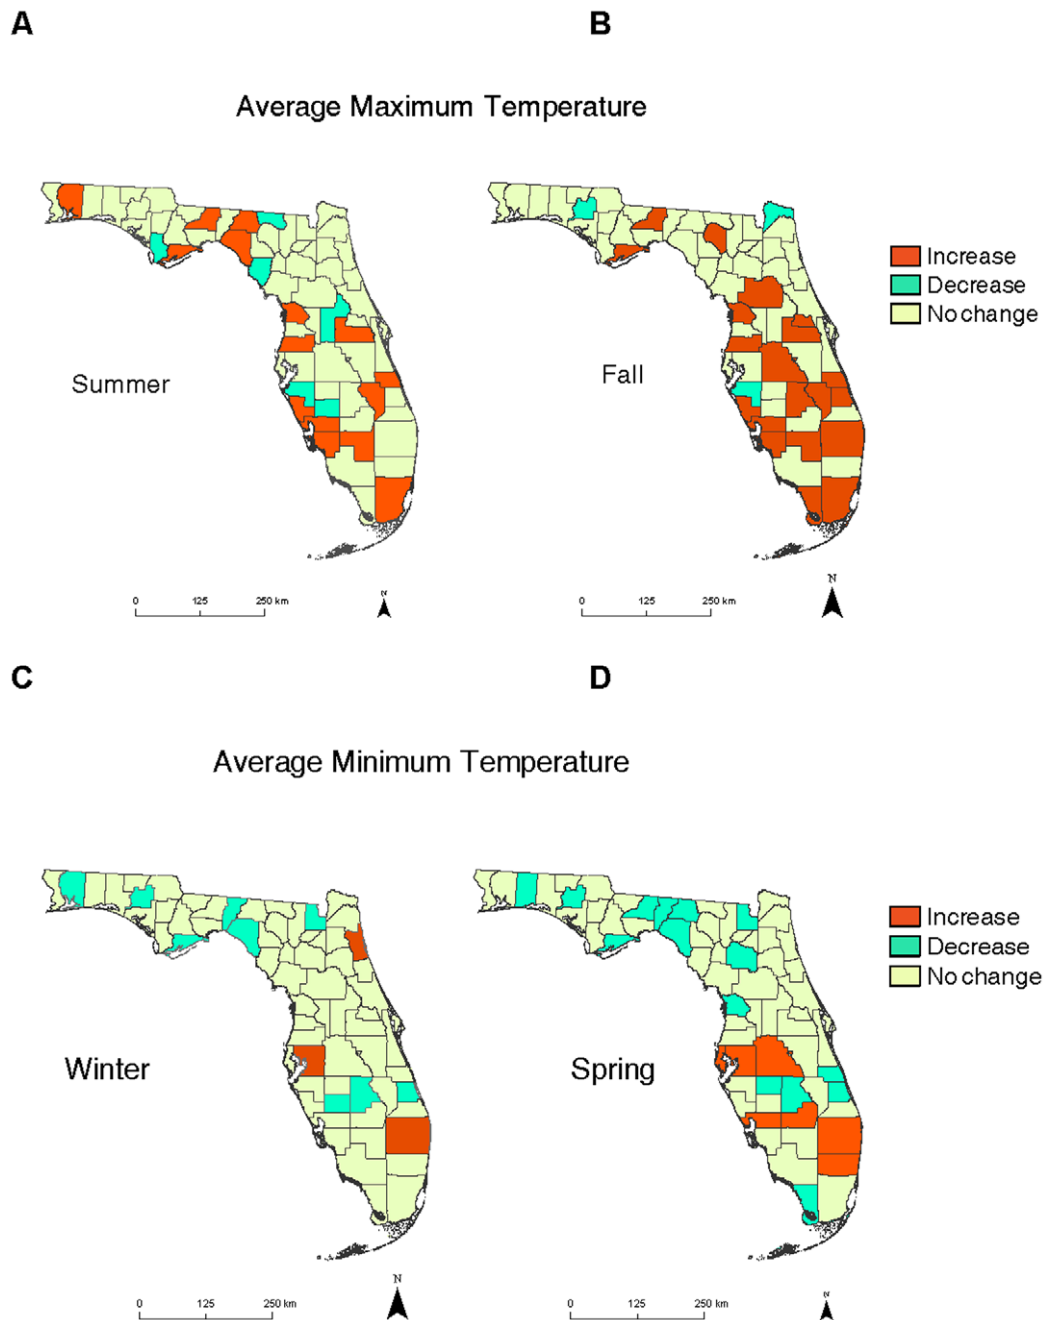 A
B
Average Maximum Temperature
Summer
Fall
Increase
Decrease
No change
0 125 250 km
N
0 125 250 km
N
C
D
Average Minimum Temperature
Winter
Spring
Increase
Decrease
No change
0 125 250 km
N
0 125 250 km
N